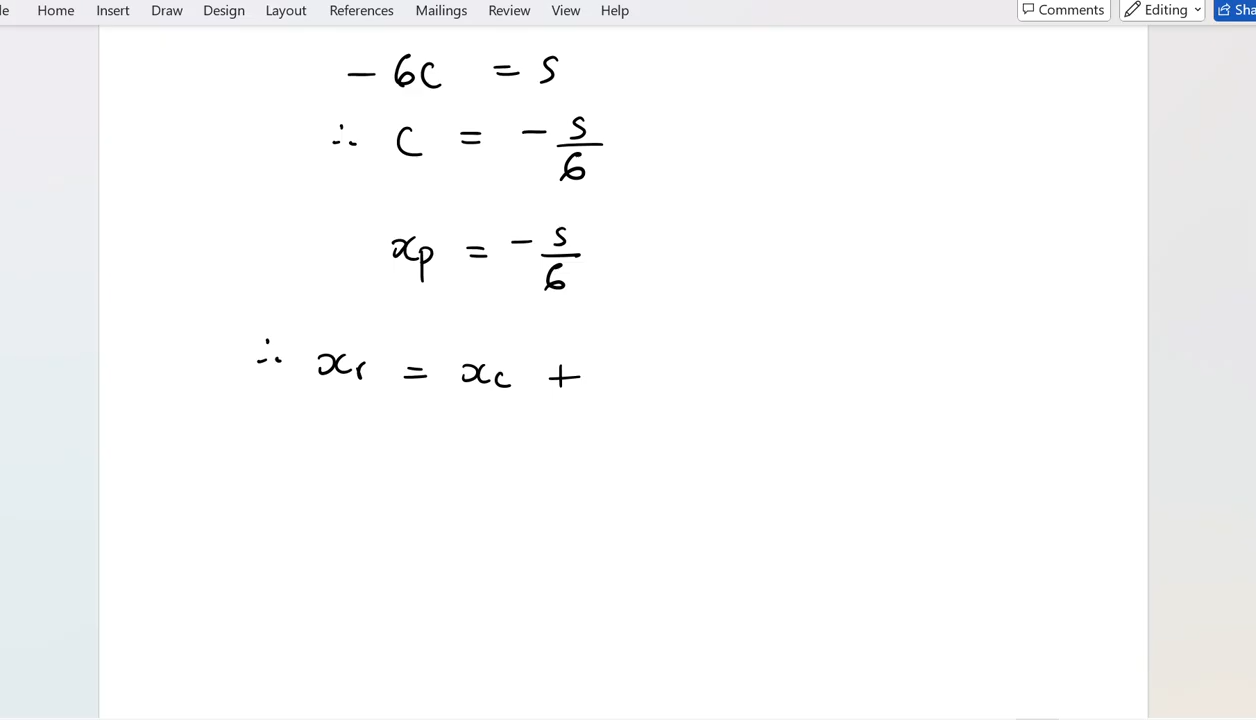 Home Insert Draw Design Layout References Mailings Review View Help Comments Editing
- 6C = 5
∴ C = - 5/6
xp = - 5/6
∴ xr = xc +